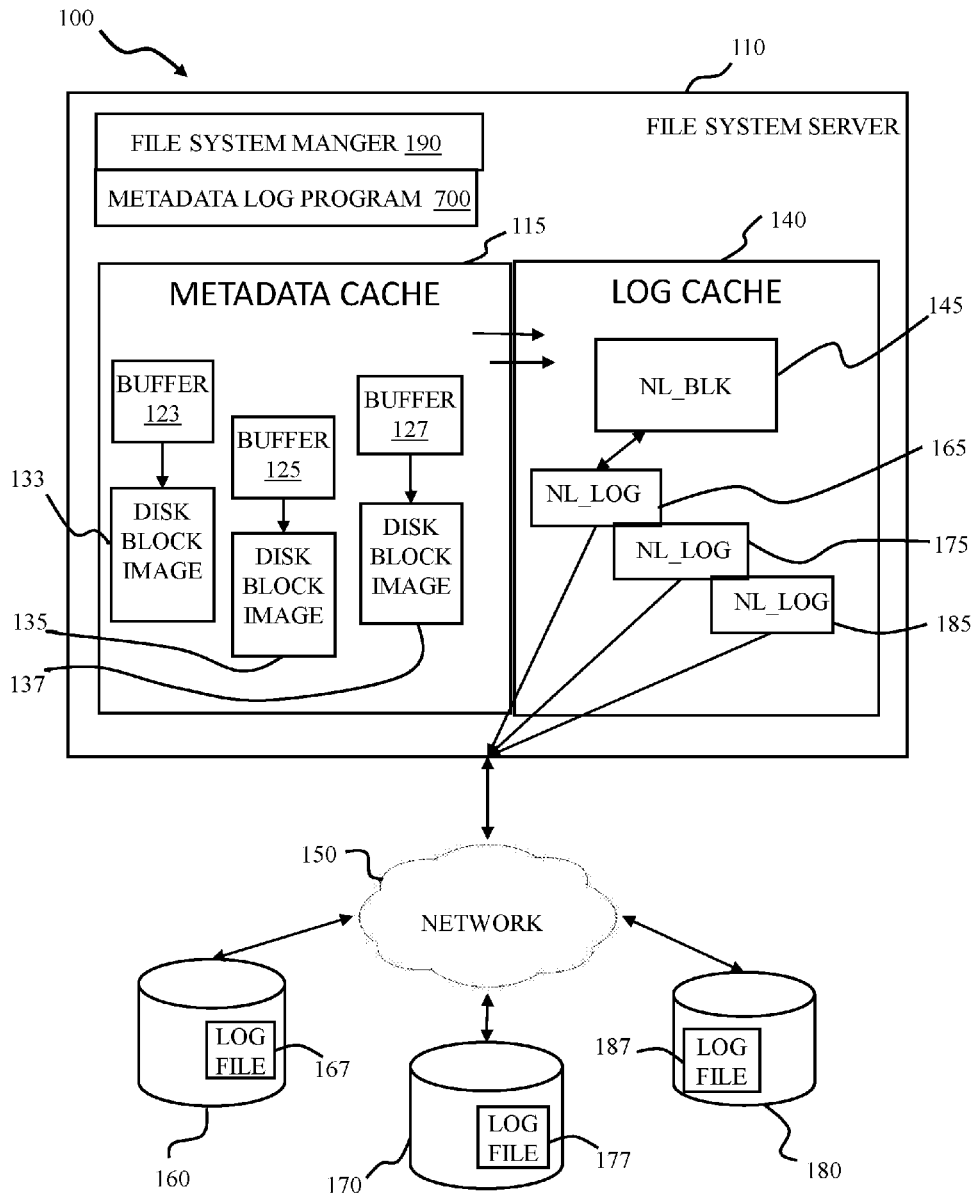 100
110
FILE SYSTEM SERVER
FILE SYSTEM MANGER 190
METADATA LOG PROGRAM 700
115
140
METADATA CACHE
LOG CACHE
145
BUFFER
123
BUFFER
125
BUFFER
127
NL_BLK
165
133
DISK
BLOCK
IMAGE
DISK
BLOCK
IMAGE
DISK
BLOCK
IMAGE
NL_LOG
NL_LOG
175
NL_LOG
185
135
137
150
NETWORK
LOG
FILE
167
160
LOG
FILE
177
170
187
LOG
FILE
180